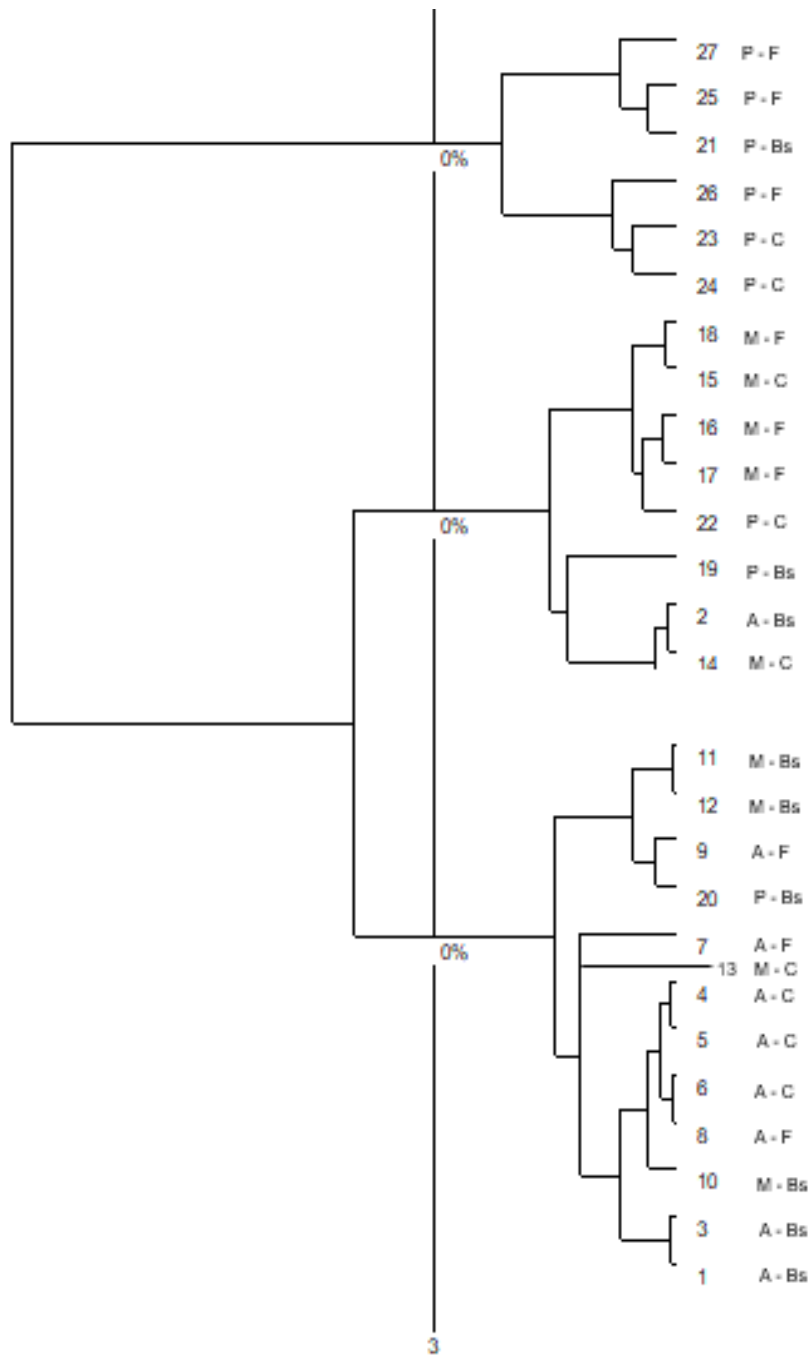 27 P - F
25 P - F
21 P - Bs
0%
26 P - F
23 P - C
24 P - C
18 M - F
15 M - C
16 M - F
17 M - F
22 P - C
0%
19 P - Bs
2 A - Bs
14 M - C
11 M - Bs
12 M - Bs
9 A - F
20 P - Bs
7 A - F
0%
13 M - C
4 A - C
5 A - C
6 A - C
8 A - F
10 M - Bs
3 A - Bs
1 A - Bs
3